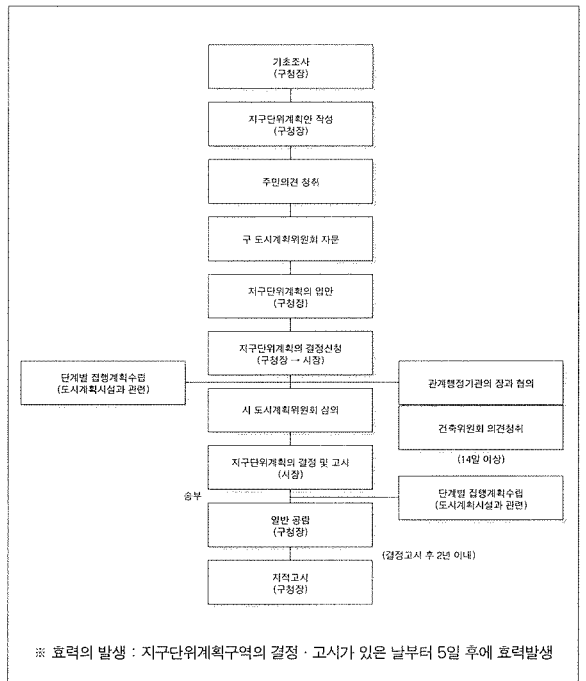 기초조사
(구청장)
지구단위계획안 작성
(구청장)
주민의견 청취
구 도시계획위원회 자문
지구단위계획의 입안
(구청장)
지구단위계획의 결정신청
(구청장 → 시장)
단계별 집행계획수립
(도시계획시설과 관련)
관계행정기관의 장과 협의
시 도시계획위원회 심의
건축위원회 의견청취
(14일 이상)
지구단위계획의 결정 및 고시
(시장)
송부
단계별 집행계획수립
(도시계획시설과 관련)
일반 공람
(구청장)
(결정고시 후 2년 이내)
지적고시
(구청장)
※ 효력의 발생 : 지구단위계획구역의 결정 · 고시가 있은 날부터 5일 후에 효력발생